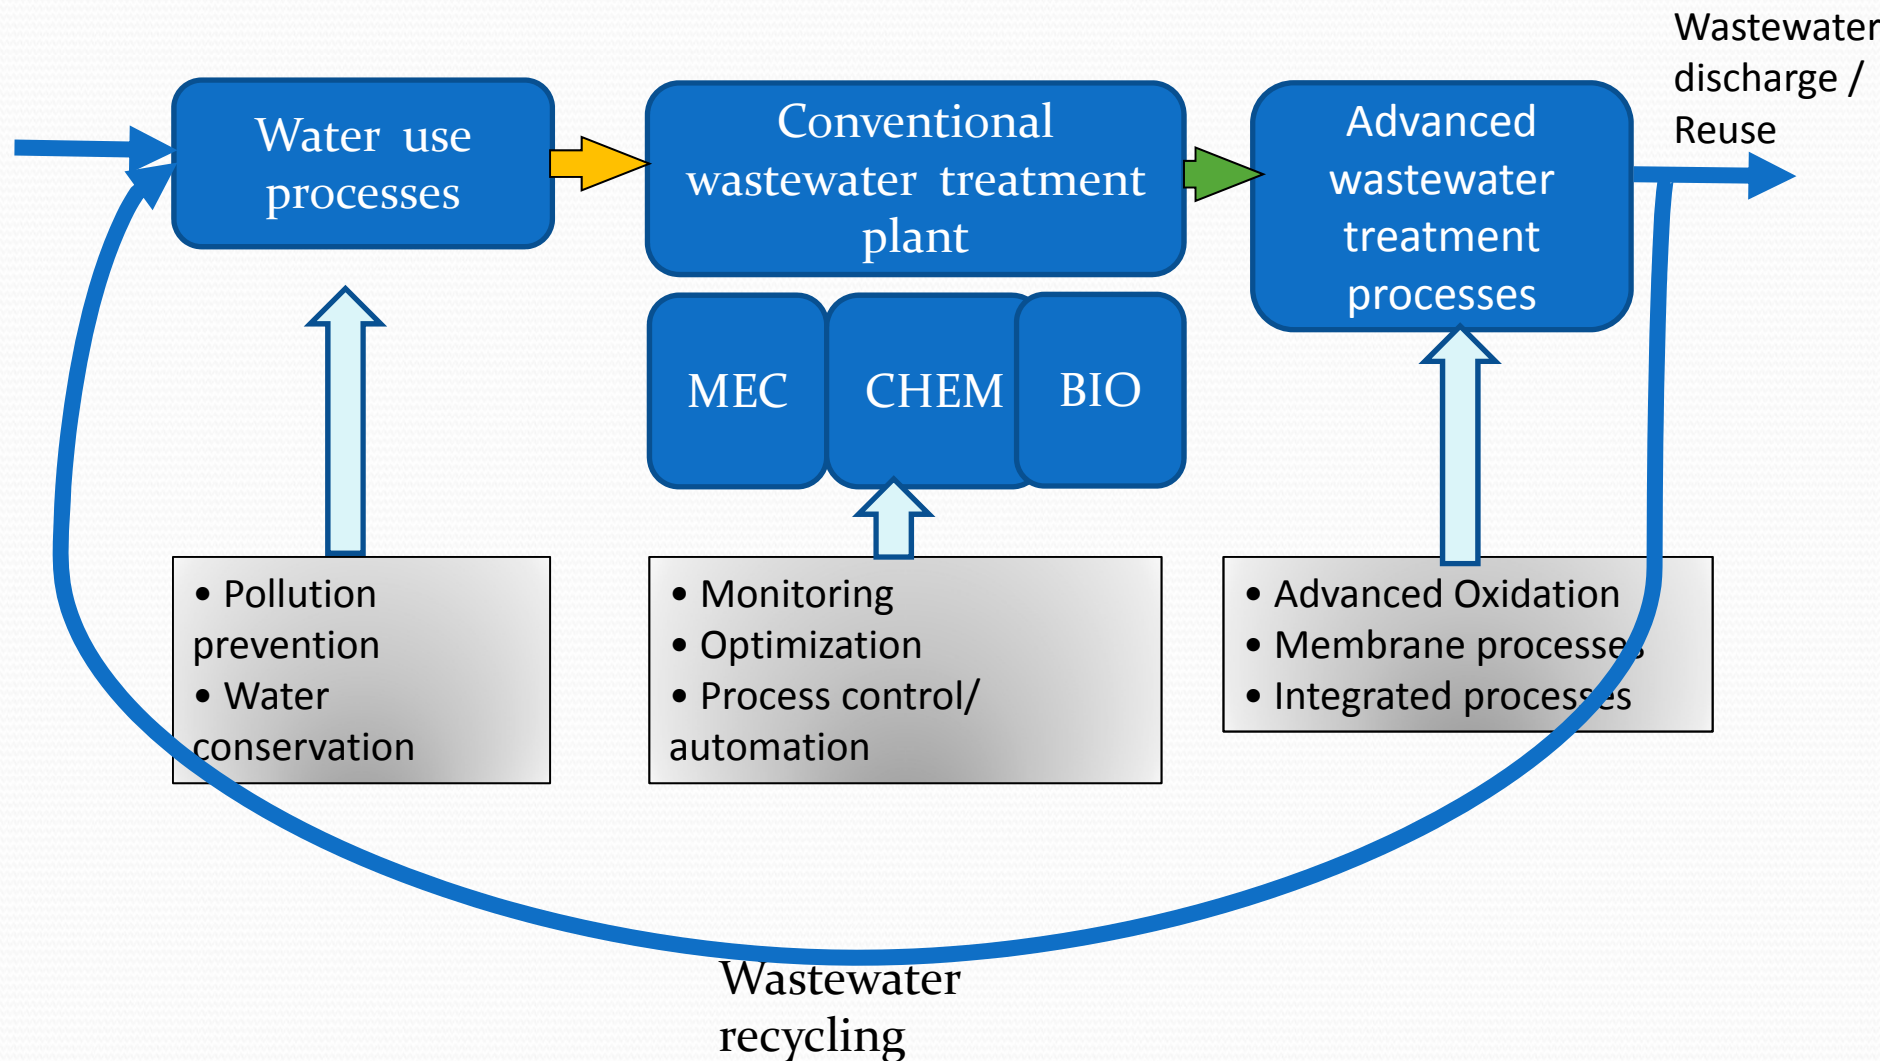 Wastewater
discharge /
Reuse
Water use
processes
Conventional
wastewater treatment
plant
Advanced
wastewater
treatment
processes
MEC
CHEM
BIO
• Pollution
prevention
• Water
conservation
• Monitoring
• Optimization
• Process control/
automation
• Advanced Oxidation
• Membrane processes
• Integrated processes
Wastewater
recycling